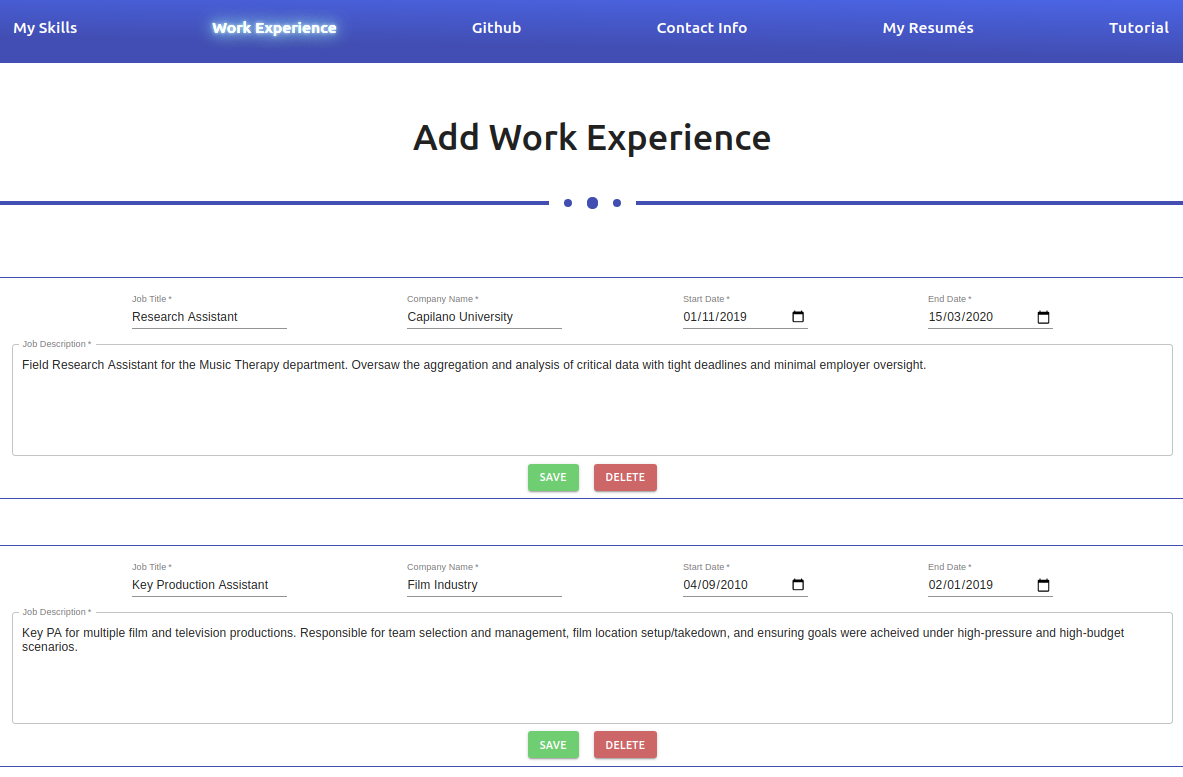 My Skills Work Experience Github Contact Info My Resumés Tutorial
Add Work Experience
Job Title * Company Name * Start Date * End Date *
Research Assistant Capilano University 01/11/2019 15/03/2020
Job Description *
Field Research Assistant for the Music Therapy department. Oversaw the aggregation and analysis of critical data with tight deadlines and minimal employer oversight.
SAVE DELETE
Job Title * Company Name * Start Date * End Date *
Key Production Assistant Film Industry 04/09/2010 02/01/2019
Job Description *
Key PA for multiple film and television productions. Responsible for team selection and management, film location setup/takedown, and ensuring goals were acheived under high-pressure and high-budget
scenarios.
SAVE DELETE